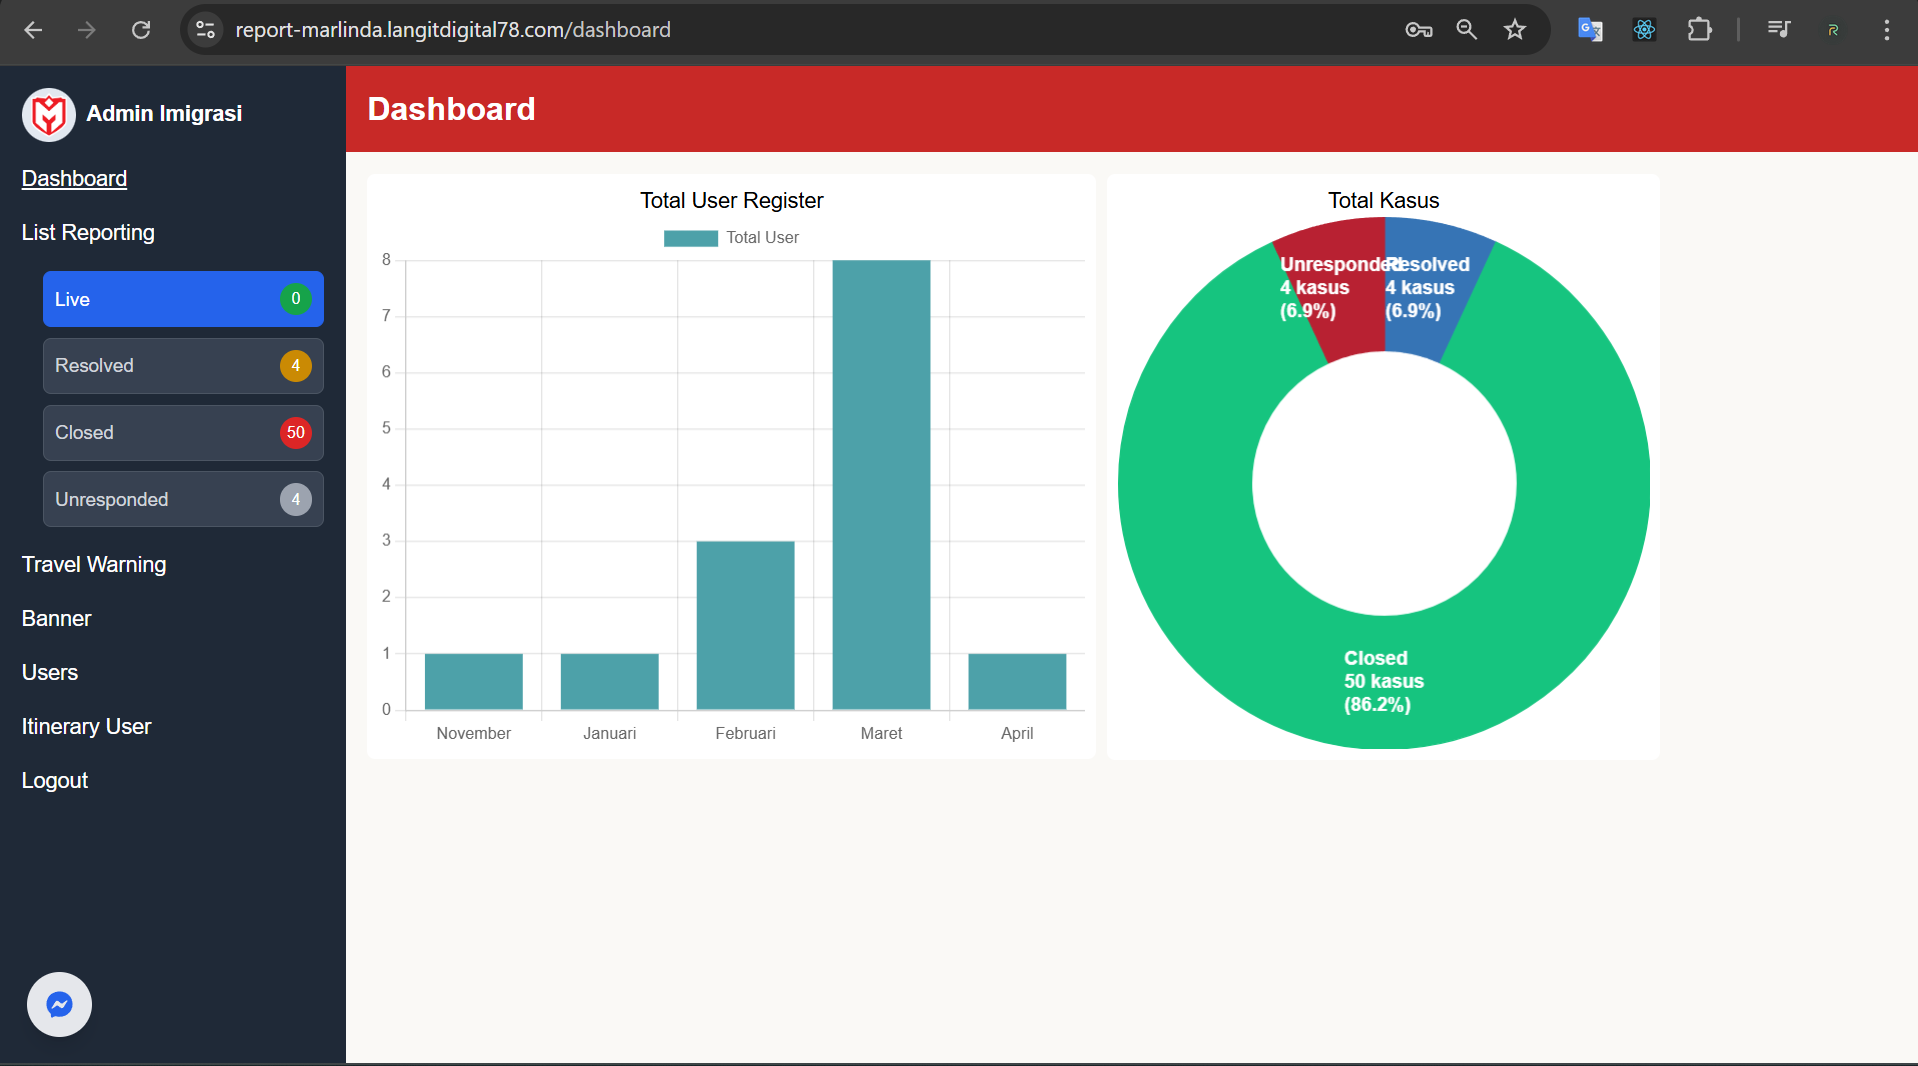 report-marlinda.langitdigital78.com/dashboard
Admin Imigrasi
Dashboard
List Reporting
Live 0
Resolved 4
Closed 50
Unresponded 4
Travel Warning
Banner
Users
Itinerary User
Logout
Dashboard
Total User Register
Total User
8
7
6
5
4
3
2
1
0
November Januari Februari Maret April
Total Kasus
Unresponded
4 kasus
(6.9%)
Resolved
4 kasus
(6.9%)
Closed
50 kasus
(86.2%)